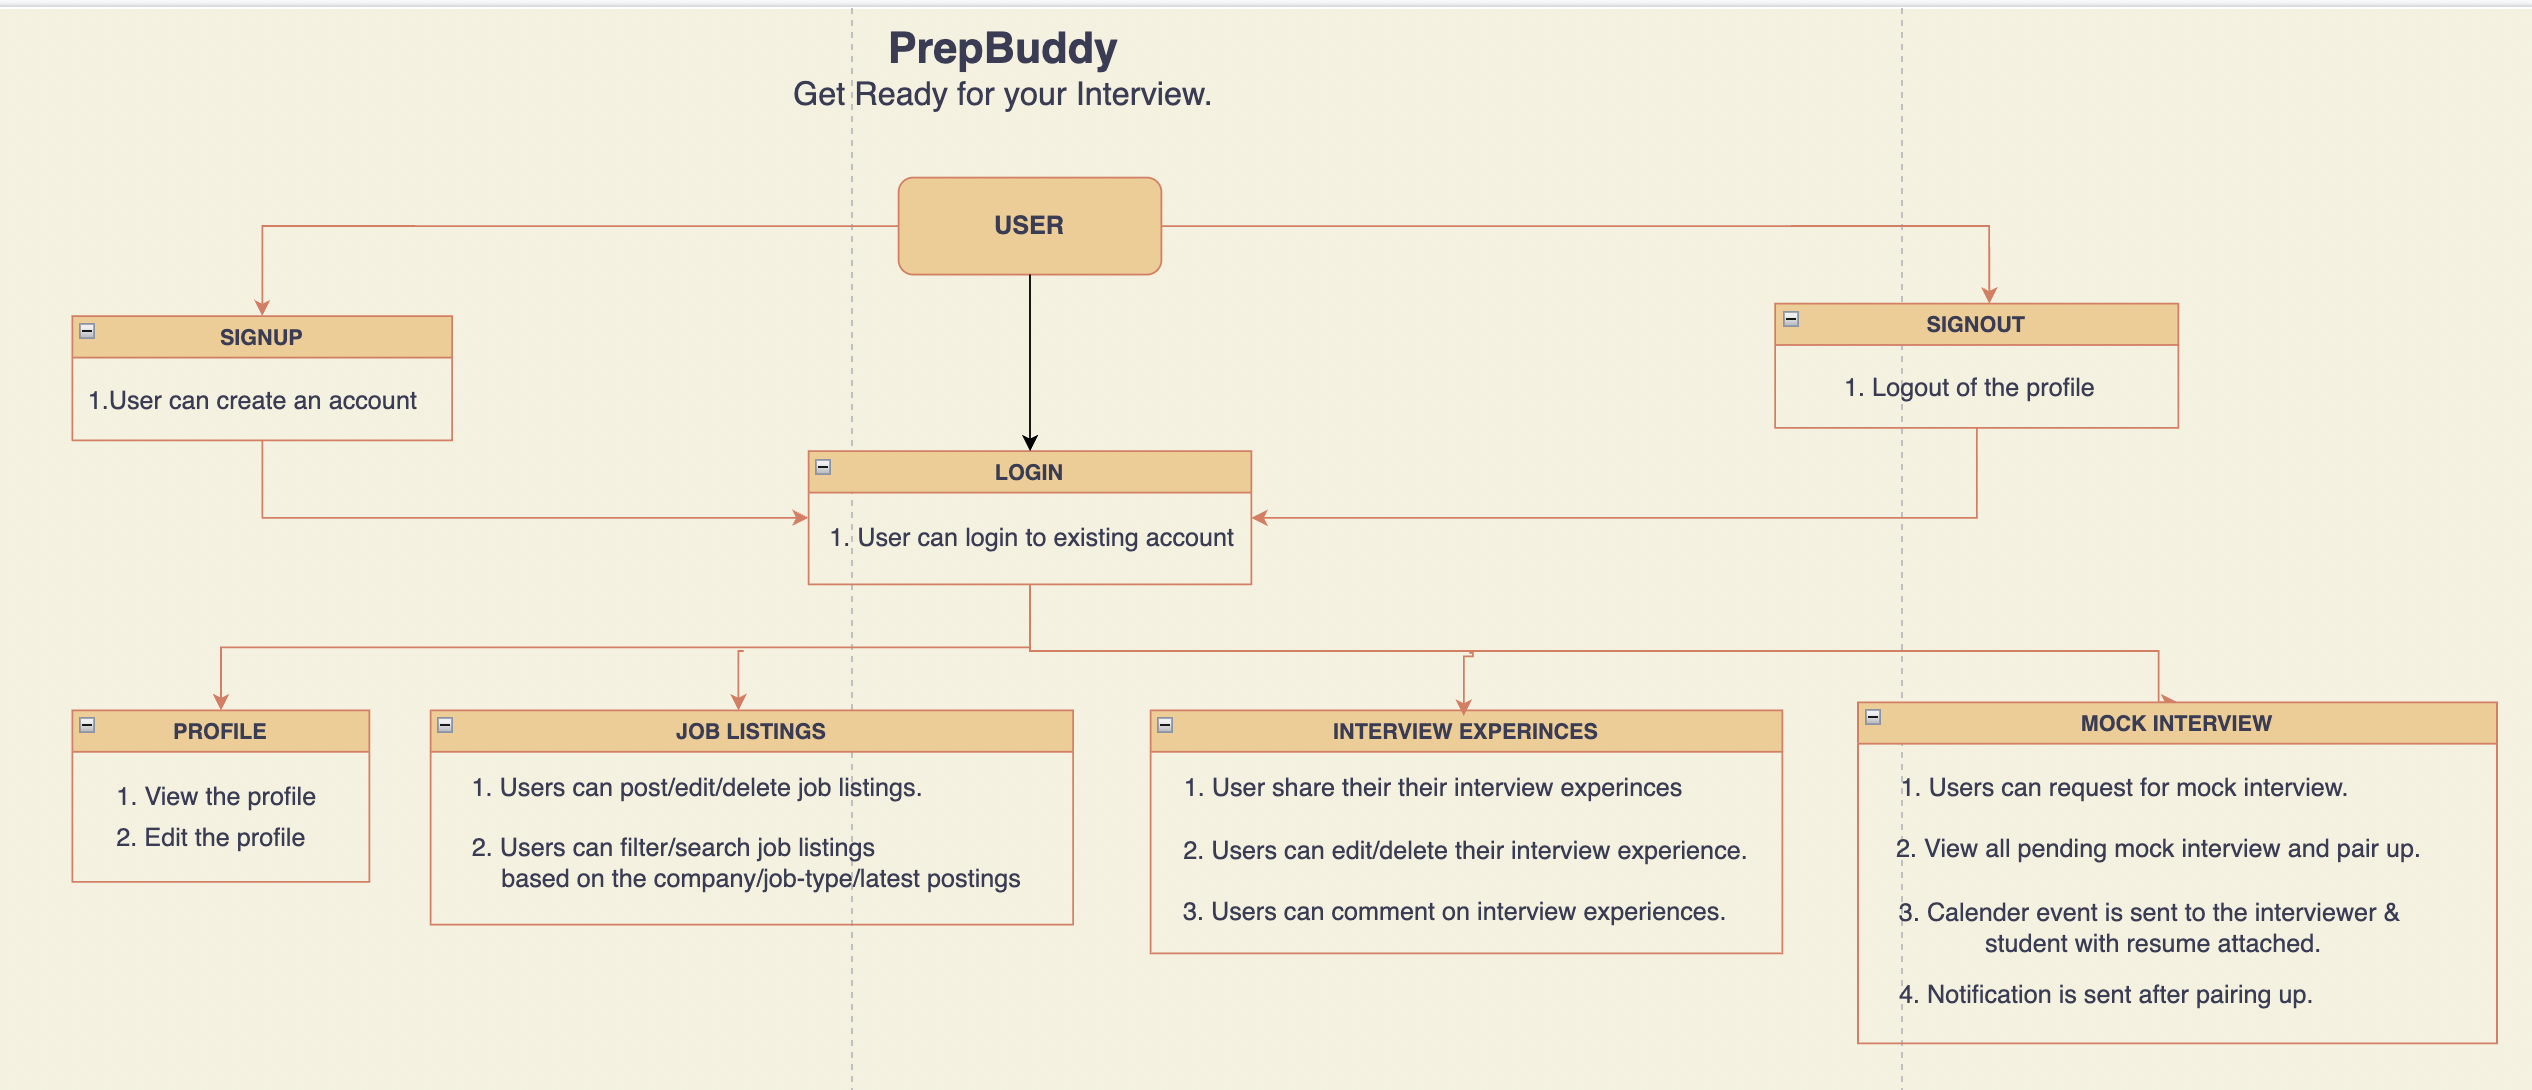 PrepBuddy
Get Ready for your Interview.
USER
SIGNUP
1.User can create an account
SIGNOUT
1. Logout of the profile
LOGIN
1. User can login to existing account
PROFILE
1. View the profile
2. Edit the profile
JOB LISTINGS
1. Users can post/edit/delete job listings.
2. Users can filter/search job listings
based on the company/job-type/latest postings
INTERVIEW EXPERINCES
1. User share their their interview experinces
2. Users can edit/delete their interview experience.
3. Users can comment on interview experiences.
MOCK INTERVIEW
1. Users can request for mock interview.
2. View all pending mock interview and pair up.
3. Calender event is sent to the interviewer &
student with resume attached.
4. Notification is sent after pairing up.